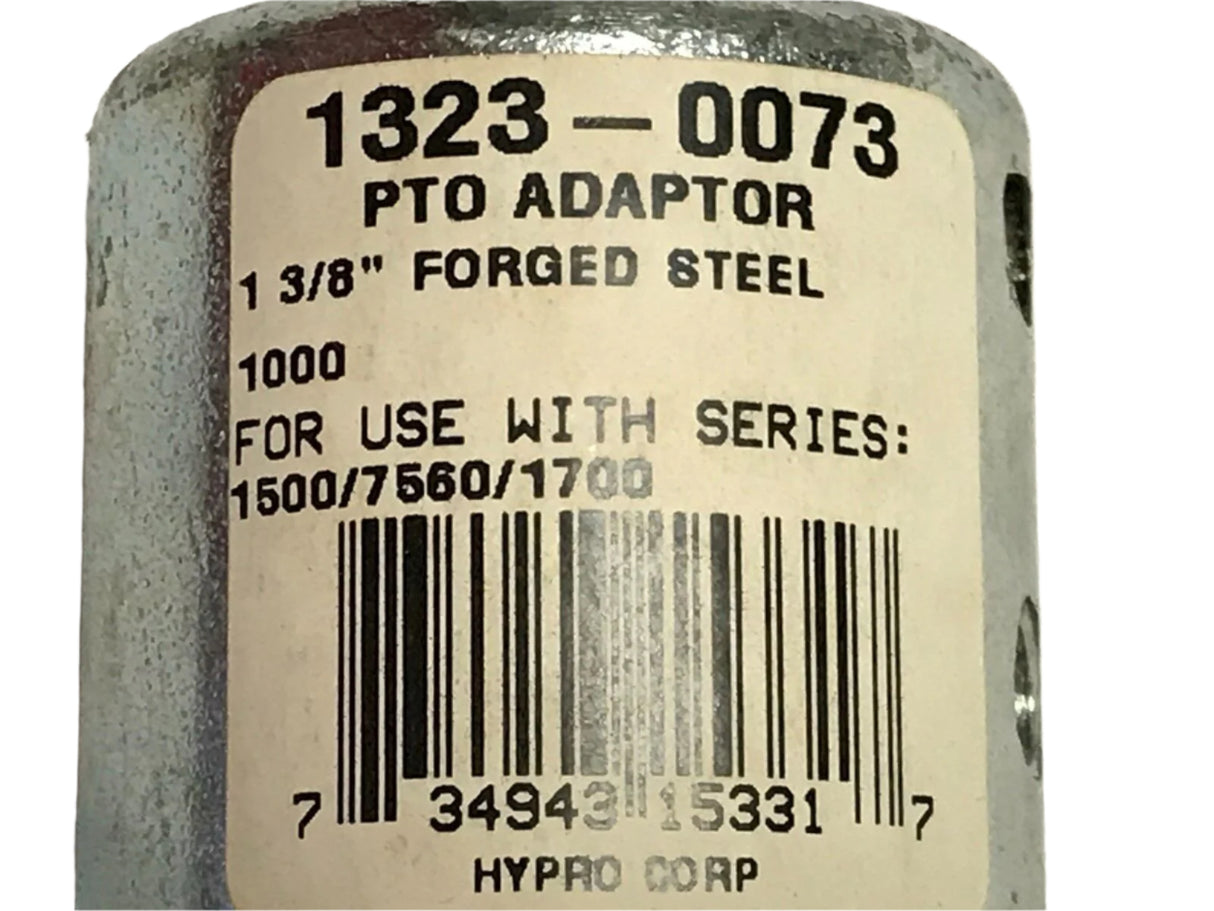 1323-0073
PTO ADAPTOR
1 3/8" FORGED STEEL
1000
FOR USE WITH SERIES:
1500/7560/1700
7 34943 15331 7
HYPRO CORP